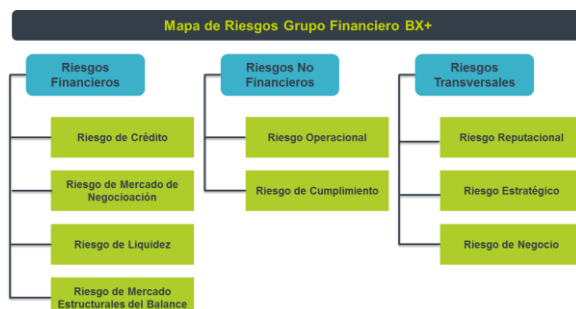 Mapa de Riesgos Grupo Financiero BX+
Riesgos
Financieros
Riesgo de Crédito
Riesgo de Mercado de
Negocioación
Riesgo de Liquidez
Riesgo de Mercado
Estructurales del Balance
Riesgos No
Financieros
Riesgo Operacional
Riesgo de Cumplimiento
Riesgos
Transversales
Riesgo Reputacional
Riesgo Estratégico
Riesgo de Negocio